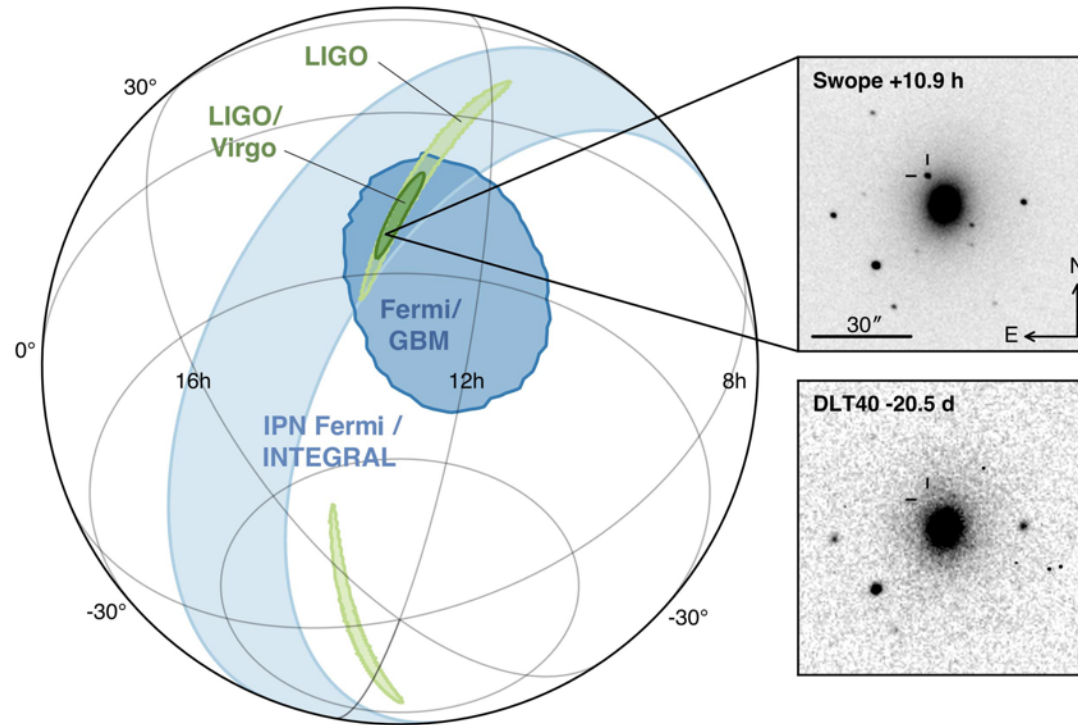 LIGO
30°
LIGO/
Virgo
Swope +10.9 h
N
30″
E
Fermi/
GBM
0°
16h
12h
8h
IPN Fermi /
INTEGRAL
DLT40 -20.5 d
-30°
-30°